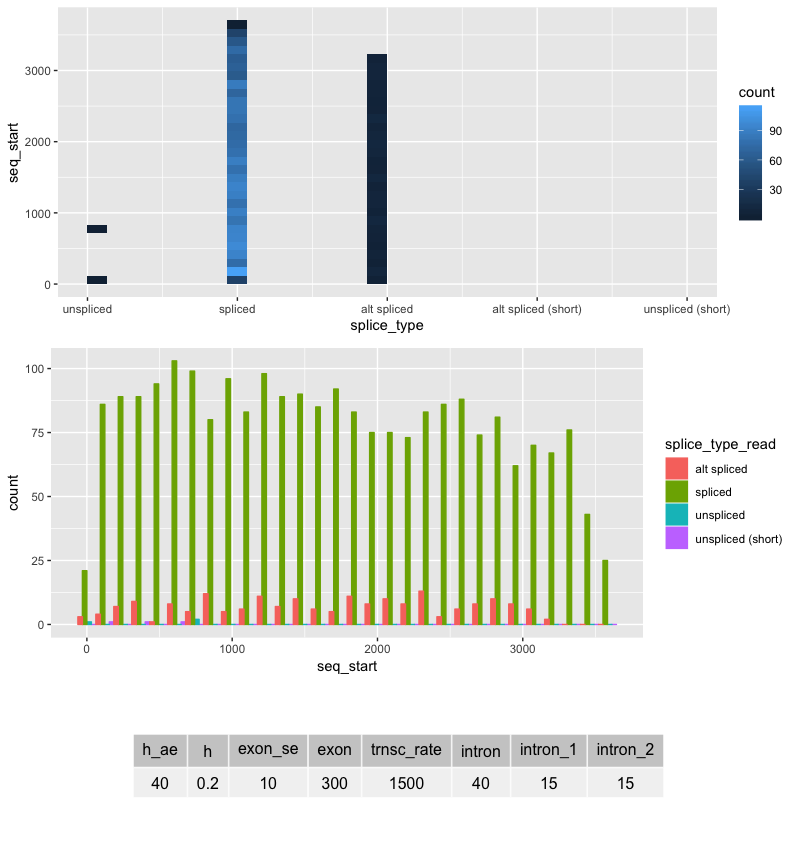 seq_start
3000
2000
1000
0
unspliced spliced alt spliced alt spliced (short) unspliced (short)
splice_type
count
90
60
30
count
100
75
50
25
0
0 1000 2000 3000
seq_start
splice_type_read
alt spliced
spliced
unspliced
unspliced (short)
h_ae h exon_se exon trnsc_rate intron intron_1 intron_2
40 0.2 10 300 1500 40 15 15